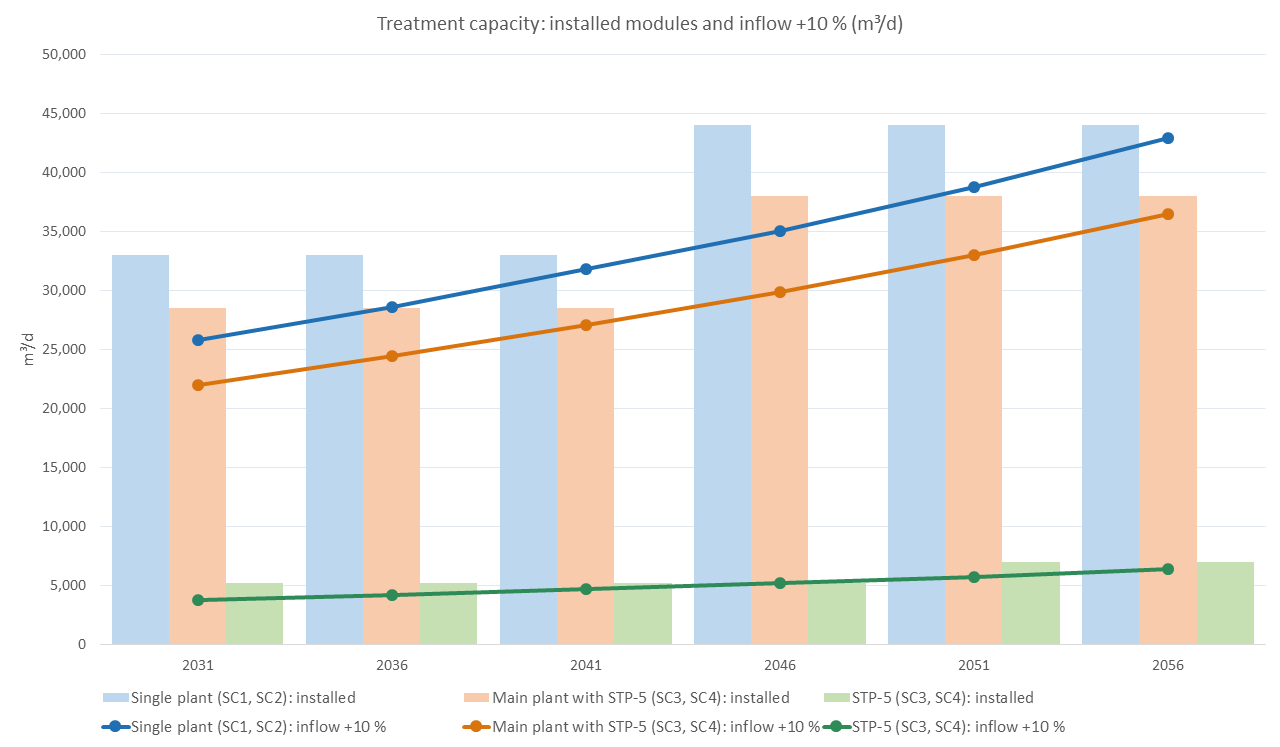 Treatment capacity: installed modules and inflow +10 % (m³/d)
50,000
45,000
40,000
35,000
30,000
25,000
20,000
15,000
10,000
5,000
0
m³/d
2031 2036 2041 2046 2051 2056
Single plant (SC1, SC2): installed Main plant with STP-5 (SC3, SC4): installed STP-5 (SC3, SC4): installed
Single plant (SC1, SC2): inflow +10 % Main plant with STP-5 (SC3, SC4): inflow +10 % STP-5 (SC3, SC4): inflow +10 %